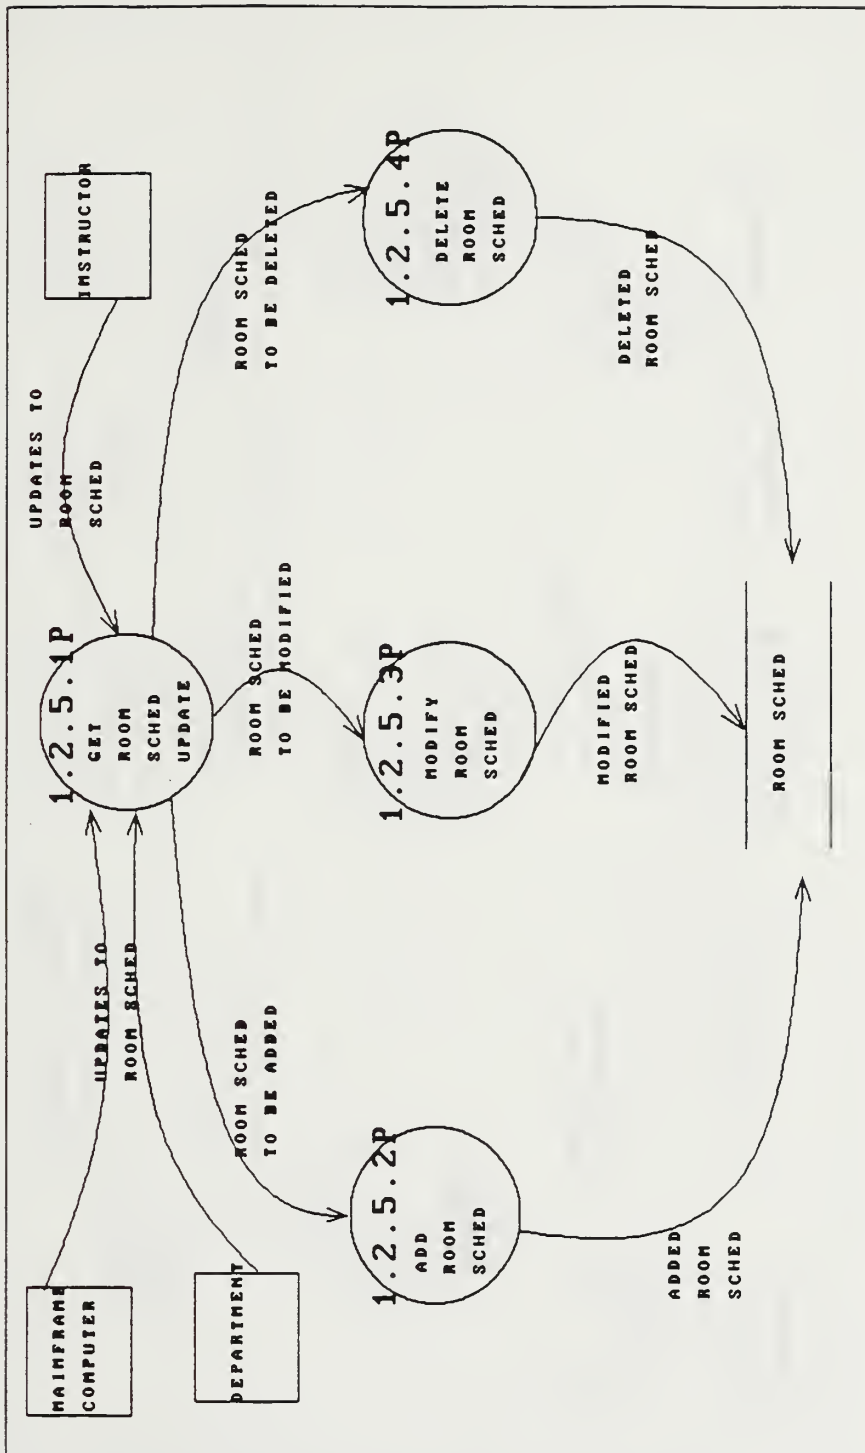 MAINFRAME
COMPUTER
DEPARTMENT
UPDATES TO
ROOM SCHED
1.2.5.1P
GET
ROOM
SCHED
UPDATE
UPDATES TO
ROOM
SCHED
INSTRUCTOR
ROOM SCHED
TO BE ADDED
ROOM SCHED
TO BE MODIFIED
ROOM SCHED
TO BE DELETED
1.2.5.2P
ADD
ROOM
SCHED
1.2.5.3P
MODIFY
ROOM
SCHED
1.2.5.4P
DELETE
ROOM
SCHED
ADDED
ROOM
SCHED
MODIFIED
ROOM SCHED
DELETED
ROOM SCHED
ROOM SCHED